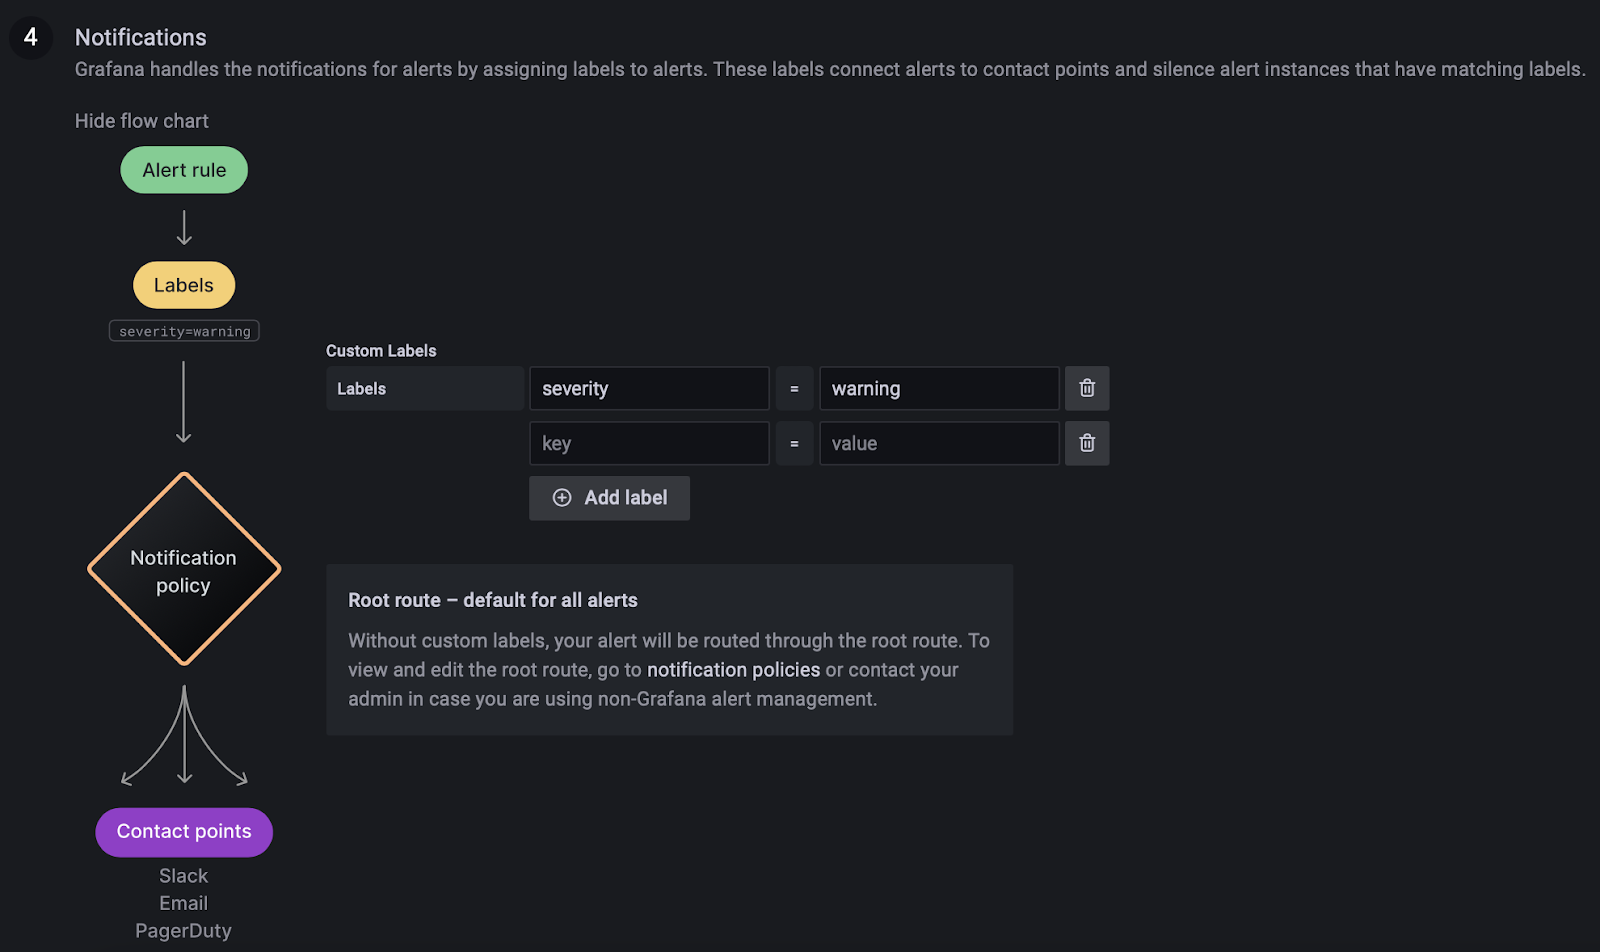 4
Notifications
Grafana handles the notifications for alerts by assigning labels to alerts. These labels connect alerts to contact points and silence alert instances that have matching labels.
Hide flow chart
Alert rule
Labels
severity=warning
Custom Labels
Labels severity = warning
key = value
Add label
Notification
policy
Root route – default for all alerts
Without custom labels, your alert will be routed through the root route. To
view and edit the root route, go to notification policies or contact your
admin in case you are using non-Grafana alert management.
Contact points
Slack
Email
PagerDuty